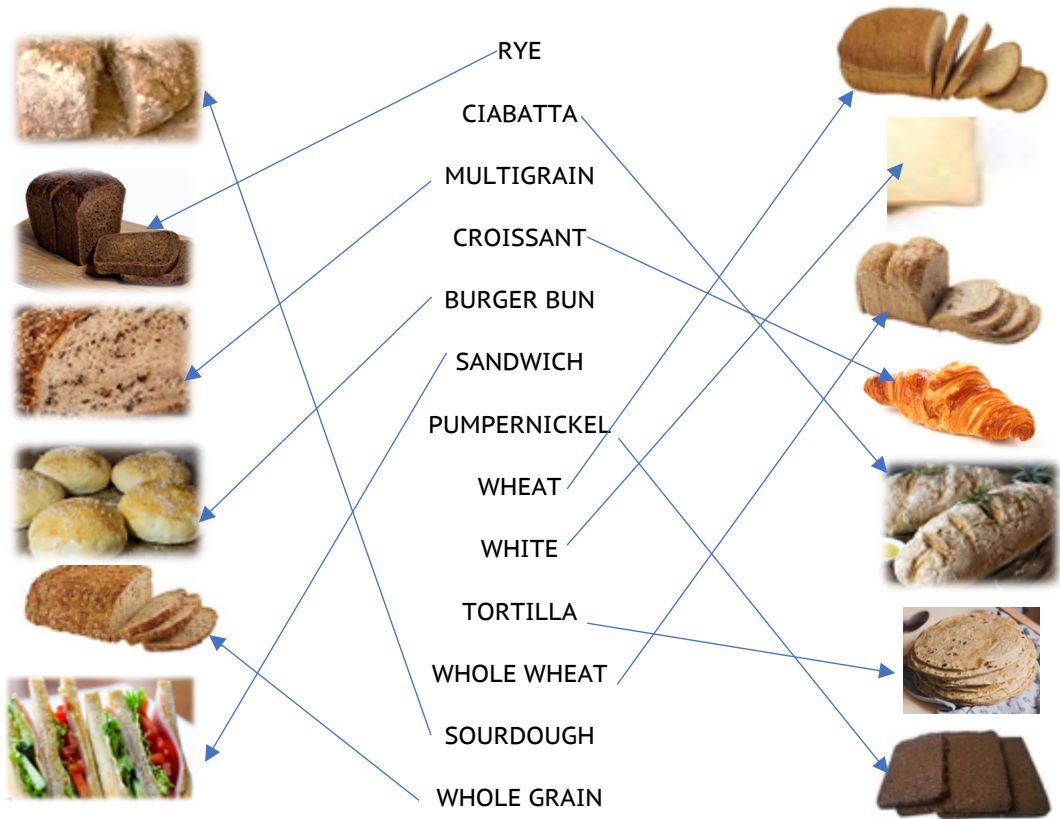 RYE
CIABATTA
MULTIGRAIN
CROISSANT
BURGER BUN
SANDWICH
PUMPERNICKEL
WHEAT
WHITE
TORTILLA
WHOLE WHEAT
SOURDOUGH
WHOLE GRAIN